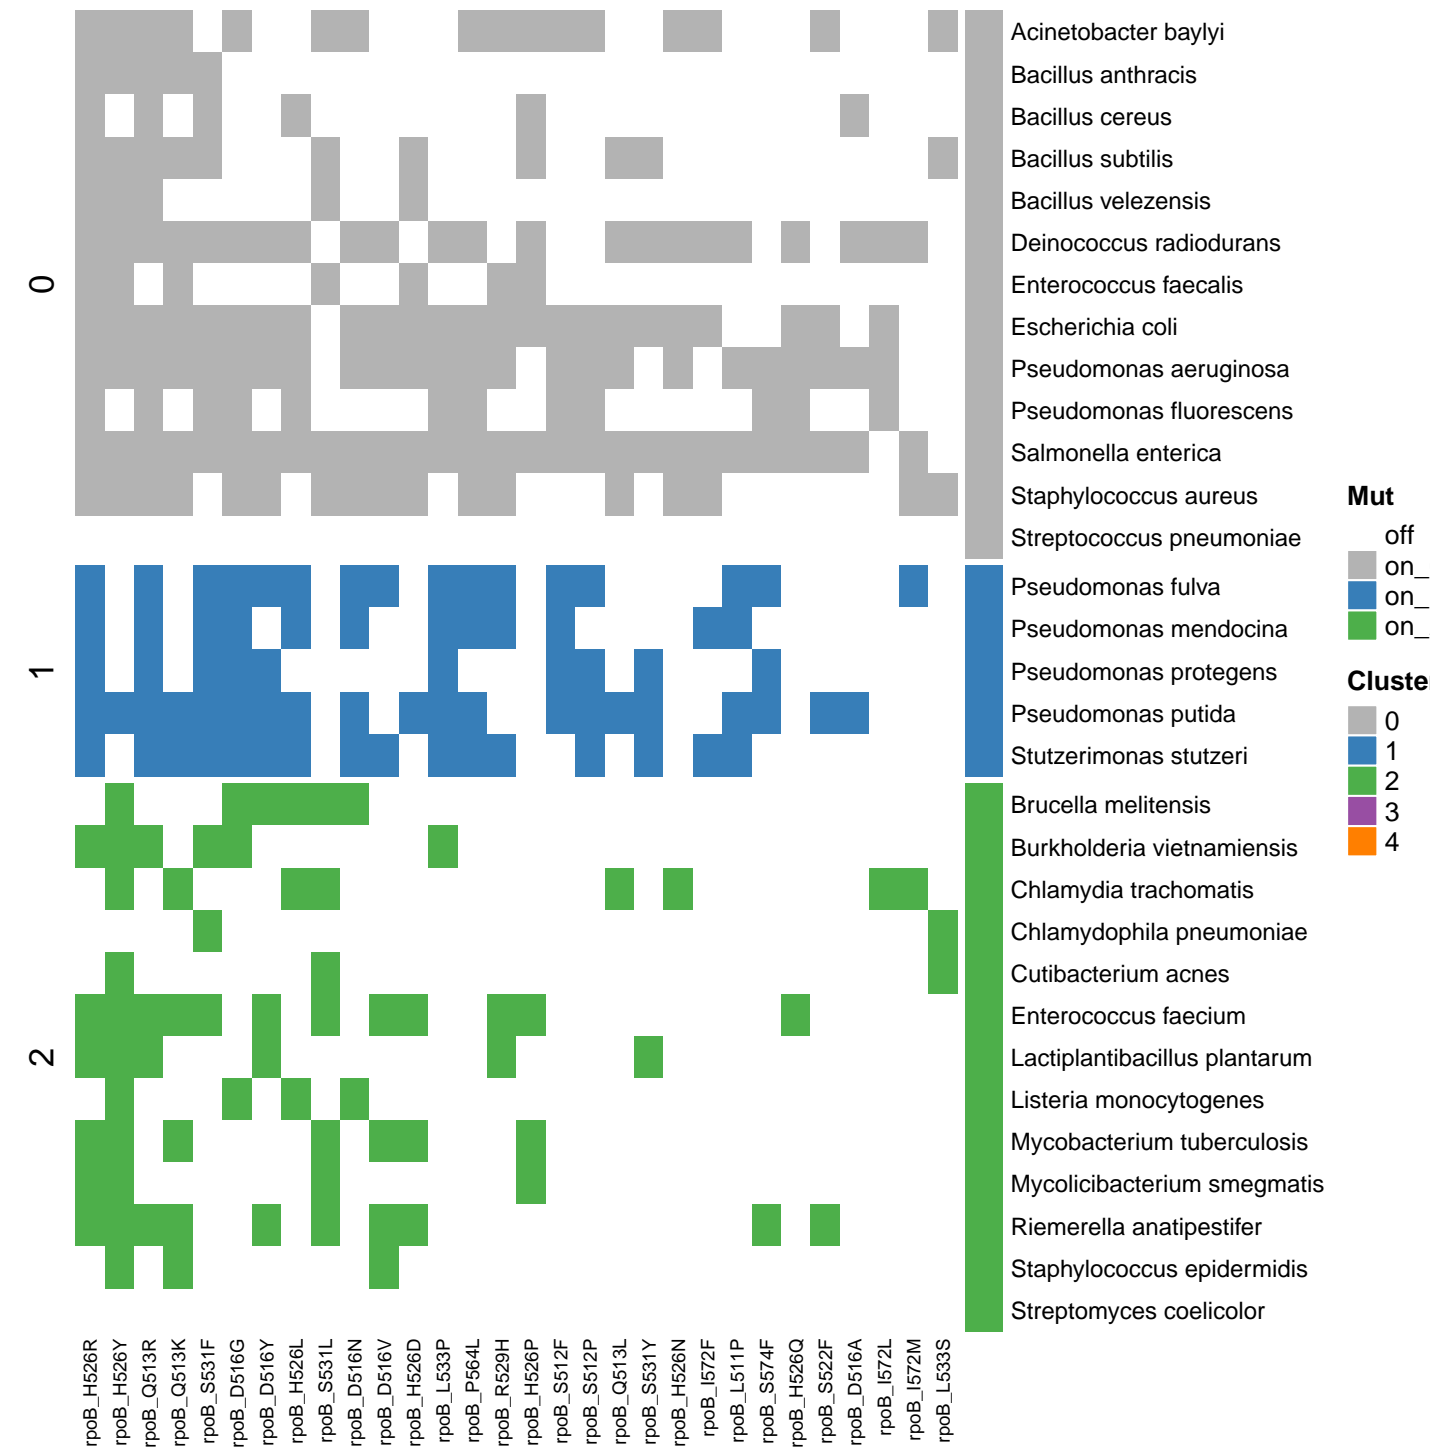 0
Acinetobacter baylyi
Bacillus anthracis
Bacillus cereus
Bacillus subtilis
Bacillus velezensis
Deinococcus radiodurans
Enterococcus faecalis
Escherichia coli
Pseudomonas aeruginosa
Pseudomonas fluorescens
Salmonella enterica
Staphylococcus aureus
Streptococcus pneumoniae
1
Pseudomonas fulva
Pseudomonas mendocina
Pseudomonas protegens
Pseudomonas putida
Stutzerimonas stutzeri
2
Brucella melitensis
Burkholderia vietnamiensis
Chlamydia trachomatis
Chlamydophila pneumoniae
Cutibacterium acnes
Enterococcus faecium
Lactiplantibacillus plantarum
Listeria monocytogenes
Mycobacterium tuberculosis
Mycolicibacterium smegmatis
Riemerella anatipestifer
Staphylococcus epidermidis
Streptomyces coelicolor
rpoB_H526R
rpoB_H526Y
rpoB_Q513R
rpoB_Q513K
rpoB_S531F
rpoB_D516G
rpoB_D516Y
rpoB_H526L
rpoB_S531L
rpoB_D516N
rpoB_D516V
rpoB_H526D
rpoB_L533P
rpoB_P564L
rpoB_R529H
rpoB_H526P
rpoB_S512F
rpoB_S512P
rpoB_Q513L
rpoB_S531Y
rpoB_H526N
rpoB_I572F
rpoB_L511P
rpoB_S574F
rpoB_H526Q
rpoB_S522F
rpoB_D516A
rpoB_I572L
rpoB_I572M
rpoB_L533S
Mut
off
on_
on_
on_
Cluste
0
1
2
3
4